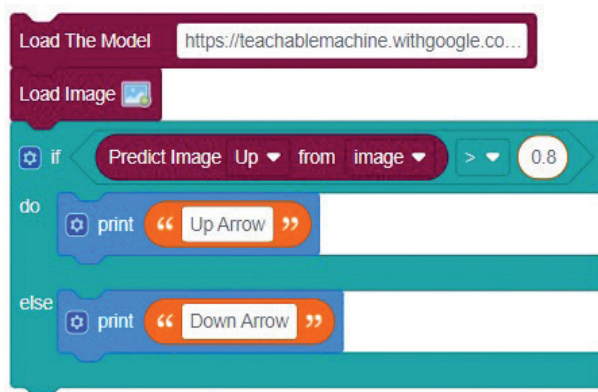 Load The Model https://teachablemachine.withgoogle.co...
Load Image
if Predict Image Up from image > 0.8
do
print “ Up Arrow ”
else
print “ Down Arrow ”